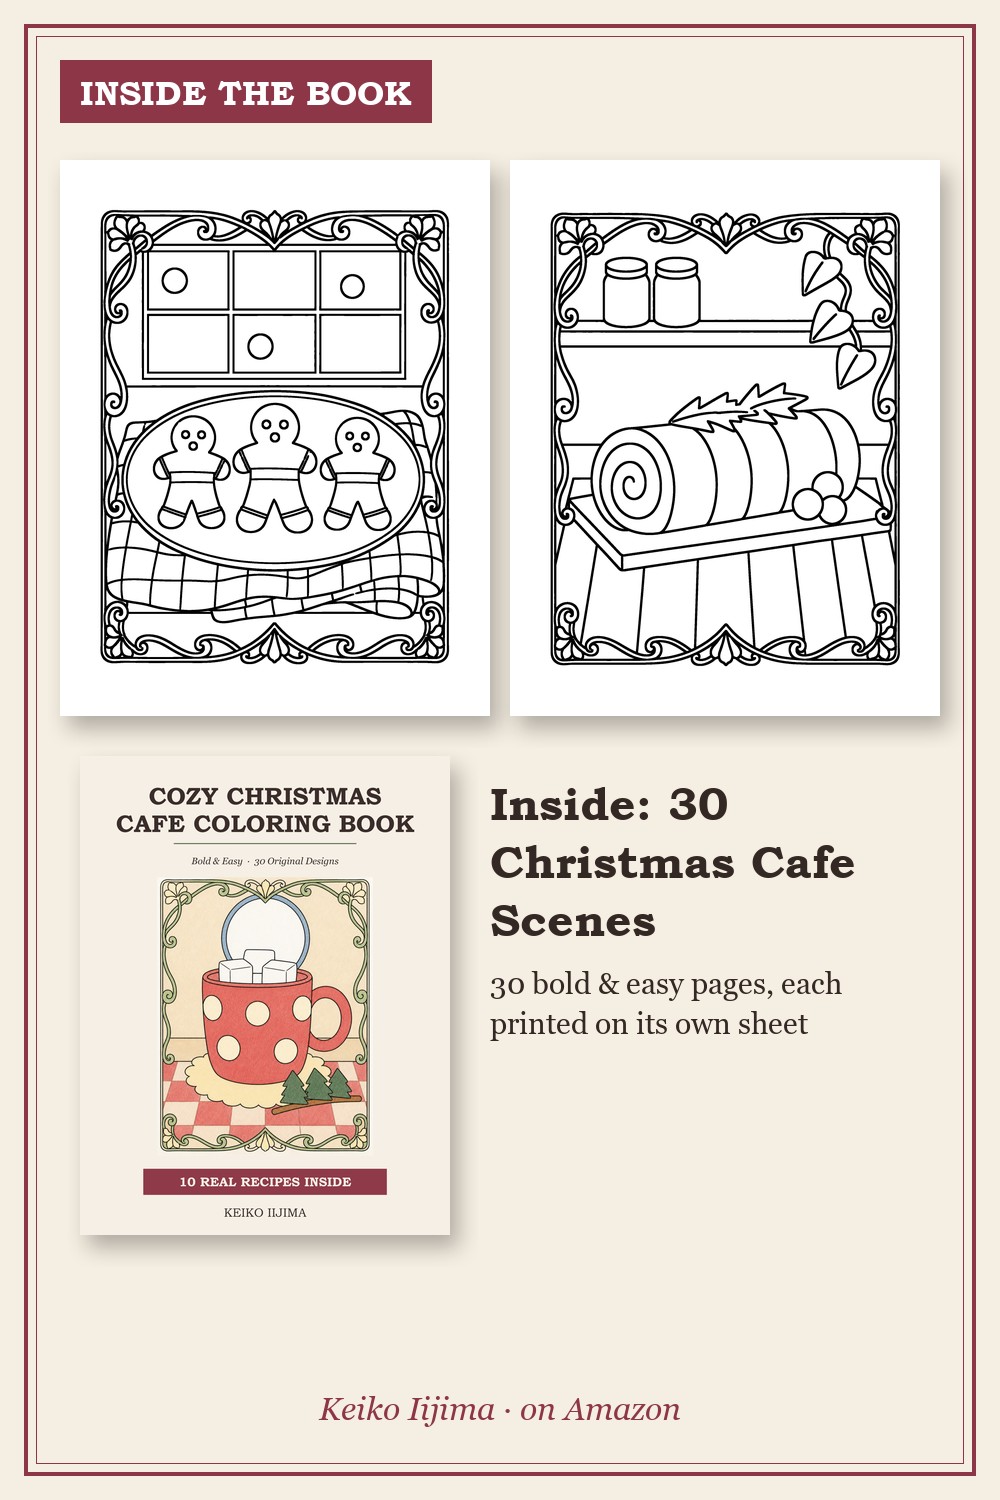 INSIDE THE BOOK
COZY CHRISTMAS
CAFE COLORING BOOK
Bold & Easy · 30 Original Designs
10 REAL RECIPES INSIDE
KEIKO IIJIMA
Inside: 30
Christmas Cafe
Scenes
30 bold & easy pages, each
printed on its own sheet
Keiko Iijima · on Amazon